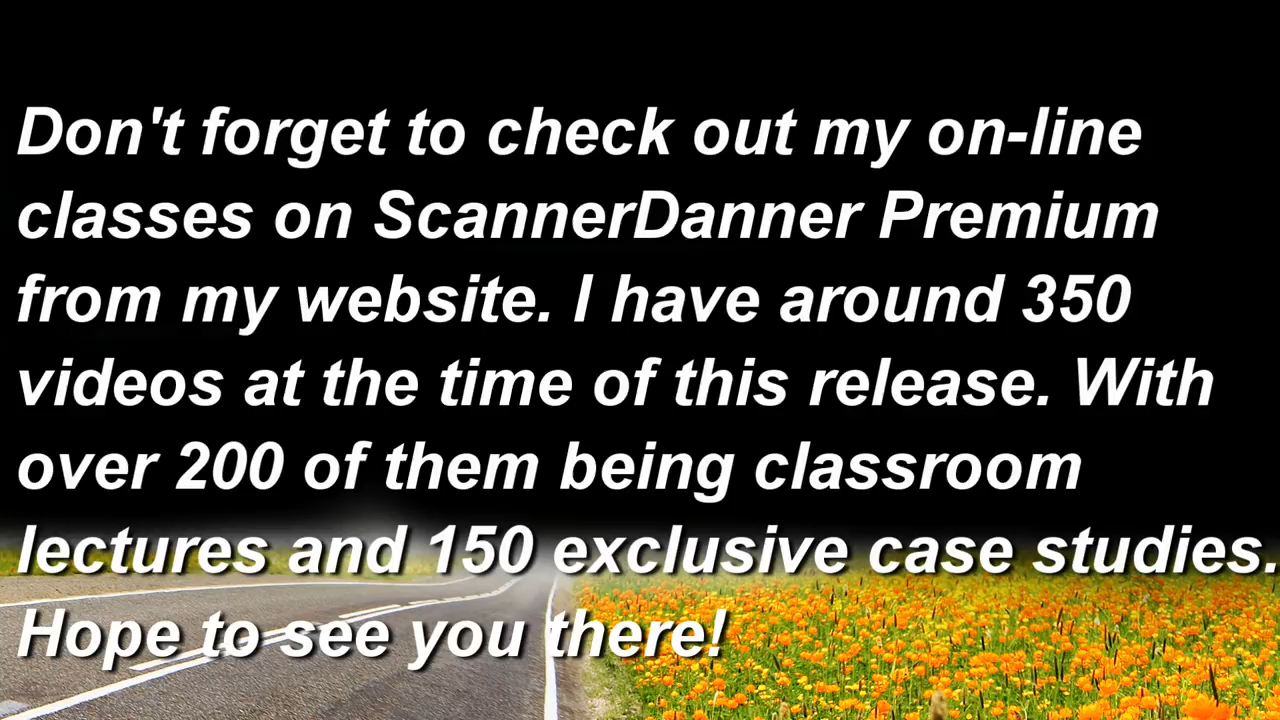 Don't forget to check out my on-line
classes on ScannerDanner Premium
from my website. I have around 350
videos at the time of this release. With
over 200 of them being classroom
lectures and 150 exclusive case studies.
Hope to see you there!